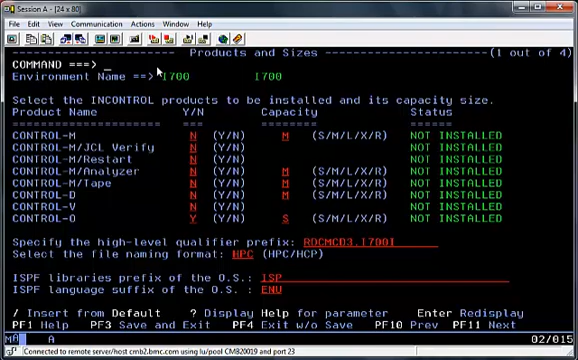 Session A - [24 x 80]
File Edit View Communication Actions Window Help
---------------------- Products and Sizes ----------------------(1 out of 4)
COMMAND ===> _
Environment Name ==> I700 I700
Select the INCONTROL products to be installed and its capacity size.
Product Name Y/N Capacity Status
CONTROL-M N (Y/N) M (S/M/L/X/R) NOT INSTALLED
CONTROL-M/JCL Verify N (Y/N) NOT INSTALLED
CONTROL-M/Restart N (Y/N) NOT INSTALLED
CONTROL-M/Analyzer N (Y/N) M (S/M/L/X/R) NOT INSTALLED
CONTROL-M/Tape N (Y/N) M (S/M/L/X/R) NOT INSTALLED
CONTROL-D N (Y/N) M (S/M/L/X/R) NOT INSTALLED
CONTROL-V N (Y/N) NOT INSTALLED
CONTROL-O Y (Y/N) S (S/M/L/X/R) NOT INSTALLED
Specify the high-level qualifier prefix: RDCMCD3.I700I
Select the file naming format: HPC (HPC/HCP)
ISPF libraries prefix of the O.S.: ISP
ISPF language suffix of the O.S. : ENU
/ Insert from Default ? Display Help for parameter Enter Redisplay
PF1 Help PF3 Save and Exit PF4 Exit w/o Save PF10 Prev PF11 Next
MA A 02/015
Connected to remote server/host cmb2.bmc.com using lu/pool CMB20019 and port 23